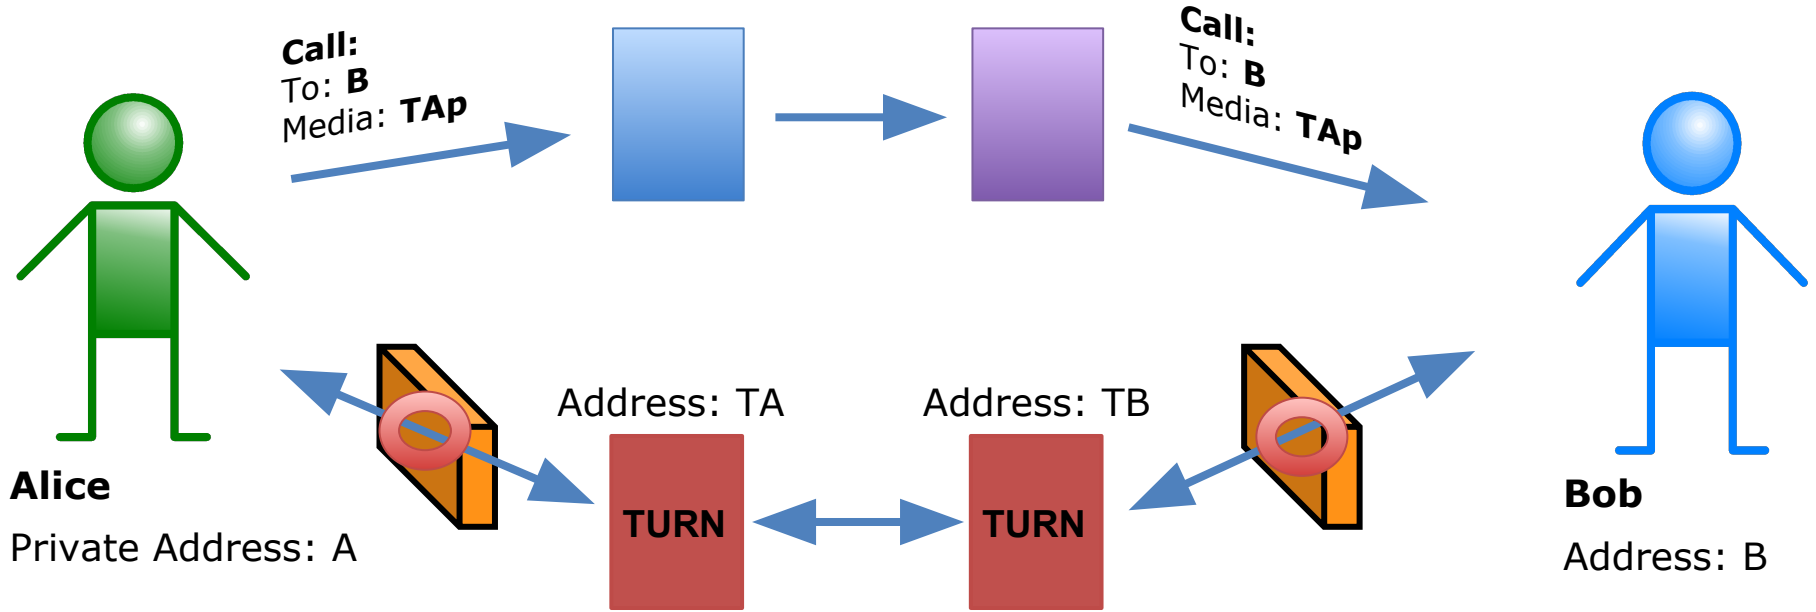 Call:
To: B
Media: TAp
Call:
To: B
Media: TAp
Address: TA
Address: TB
TURN
TURN
Alice
Private Address: A
Bob
Address: B